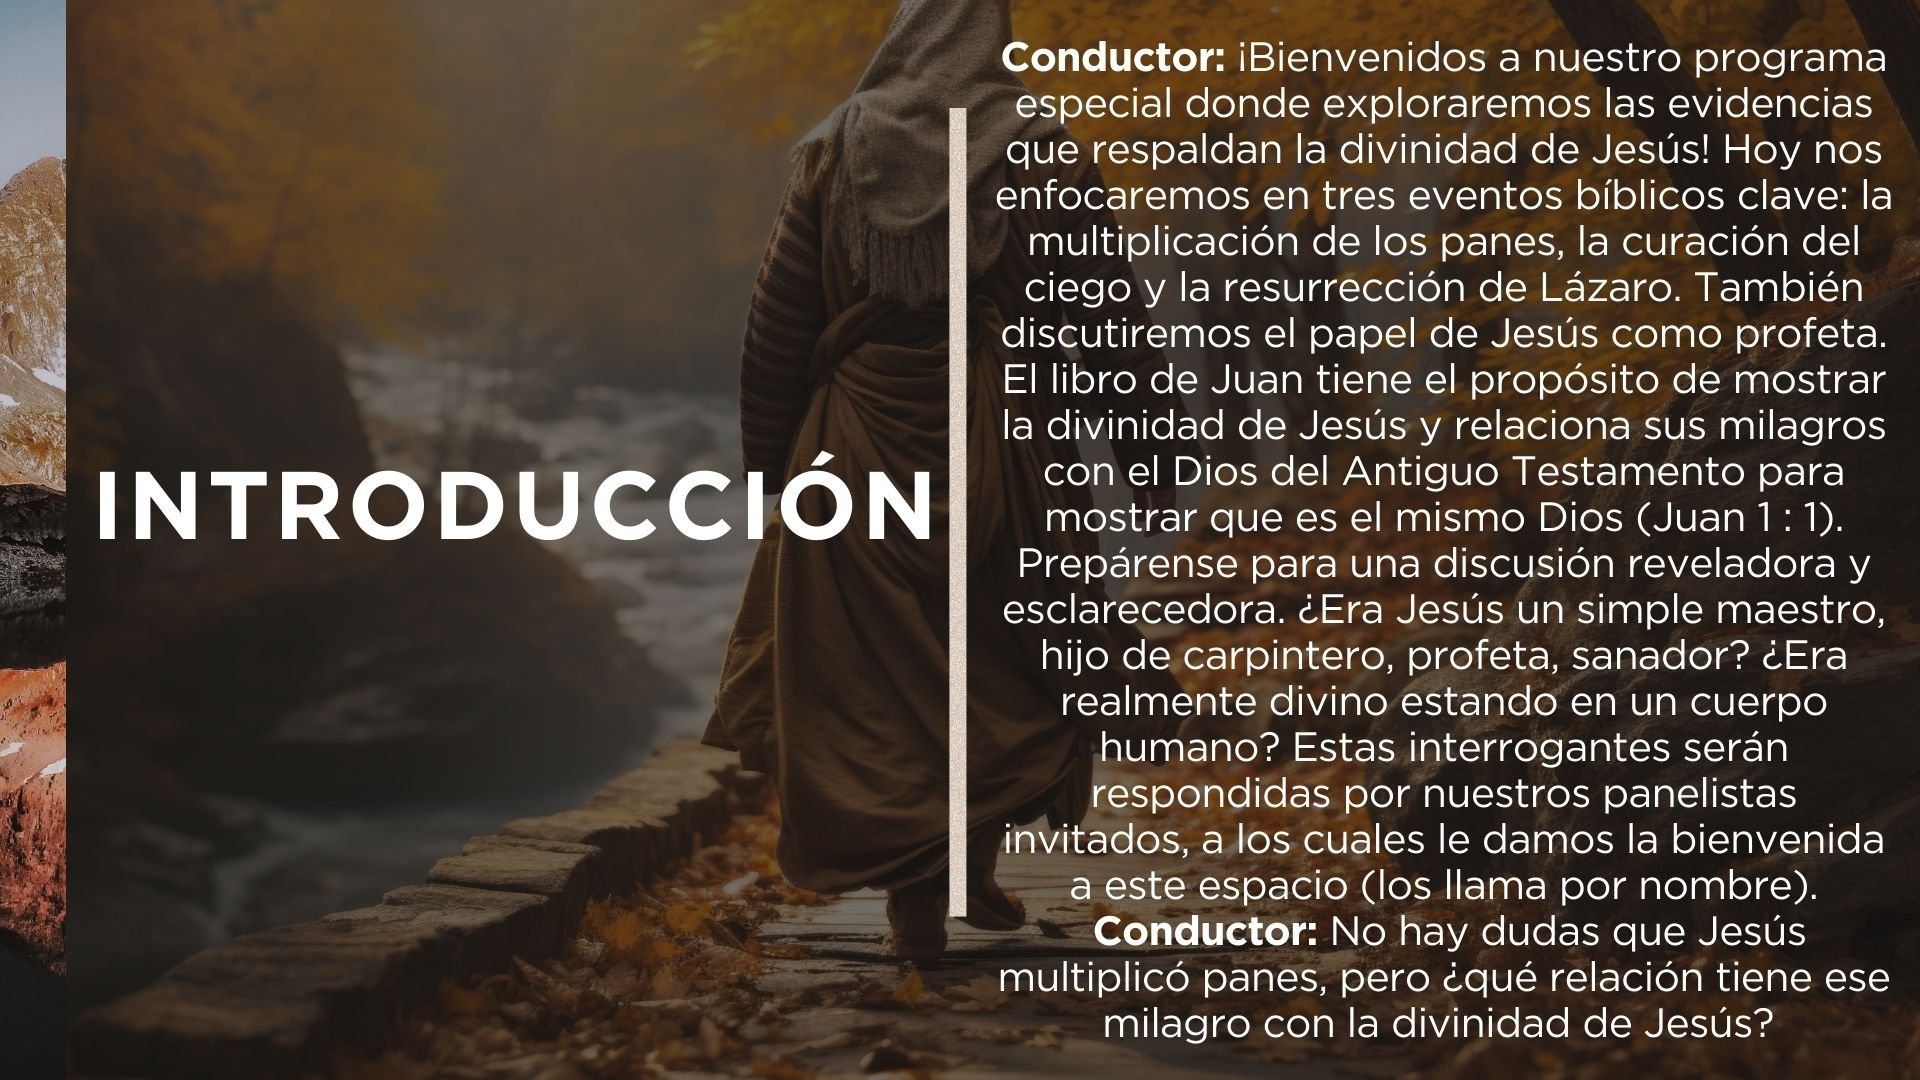 INTRODUCCIÓN
Conductor: ¡Bienvenidos a nuestro programa
especial donde exploraremos las evidencias
que respaldan la divinidad de Jesús! Hoy nos
enfocaremos en tres eventos bíblicos clave: la
multiplicación de los panes, la curación del
ciego y la resurrección de Lázaro. También
discutiremos el papel de Jesús como profeta.
El libro de Juan tiene el propósito de mostrar
la divinidad de Jesús y relaciona sus milagros
con el Dios del Antiguo Testamento para
mostrar que es el mismo Dios (Juan 1 : 1).
Prepárense para una discusión reveladora y
esclarecedora. ¿Era Jesús un simple maestro,
hijo de carpintero, profeta, sanador? ¿Era
realmente divino estando en un cuerpo
humano? Estas interrogantes serán
respondidas por nuestros panelistas
invitados, a los cuales le damos la bienvenida
a este espacio (los llama por nombre).
Conductor: No hay dudas que Jesús
multiplicó panes, pero ¿qué relación tiene ese
milagro con la divinidad de Jesús?